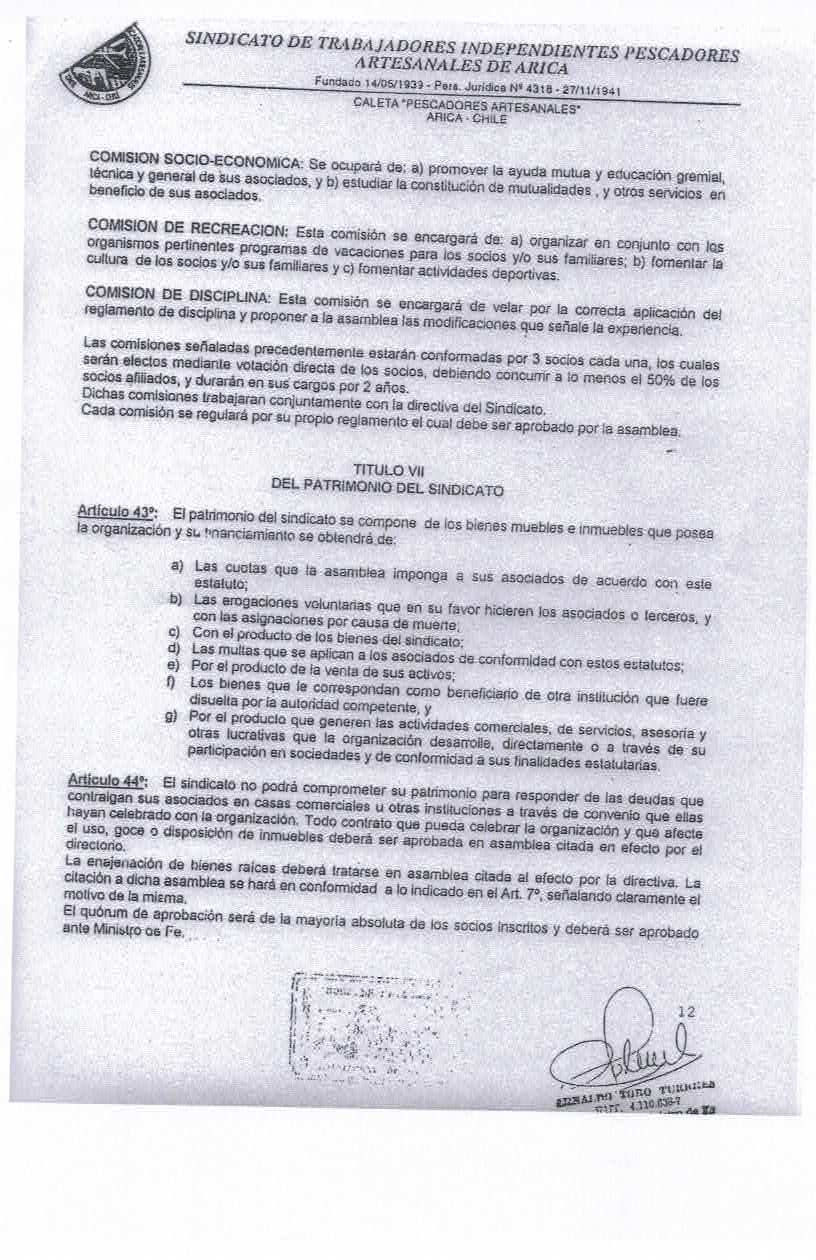 SINDICATO DE TRABAJADORES INDEPENDIENTES PESCADORES
ARTESANALES DE ARICA
Fundado 14/05/1939 - Pers. Jurídica Nº 4318 - 27/11/1941
CALETA "PESCADORES ARTESANALES"
ARICA - CHILE
ARICA - CHILE
COMISION SOCIO-ECONOMICA: Se ocupará de: a) promover la ayuda mutua y educación gremial,
técnica y general de sus asociados, y b) estudiar la constitución de mutualidades , y otros servicios en
beneficio de sus asociados.
COMISION DE RECREACION: Esta comisión se encargará de: a) organizar en conjunto con los
organismos pertinentes programas de vacaciones para los socios y/o sus familiares; b) fomentar la
cultura de los socios y/o sus familiares y c) fomentar actividades deportivas.
COMISION DE DISCIPLINA: Esta comisión se encargará de velar por la correcta aplicación del
reglamento de disciplina y proponer a la asamblea las modificaciones que señale la experiencia.
Las comisiones señaladas precedentemente estarán conformadas por 3 socios cada una, los cuales
serán electos mediante votación directa de los socios, debiendo concurrir a lo menos el 50% de los
socios afiliados, y durarán en sus cargos por 2 años.
Dichas comisiones trabajaran conjuntamente con la directiva del Sindicato.
Cada comisión se regulará por su propio reglamento el cual debe ser aprobado por la asamblea.
TITULO VII
DEL PATRIMONIO DEL SINDICATO
Artículo 43º: El patrimonio del sindicato se compone de los bienes muebles e inmuebles que posea
la organización y su financiamiento se obtendrá de:
a) Las cuotas que la asamblea imponga a sus asociados de acuerdo con este
estatuto;
b) Las erogaciones voluntarias que en su favor hicieren los asociados o terceros, y
con las asignaciones por causa de muerte;
c) Con el producto de los bienes del sindicato;
d) Las multas que se aplican a los asociados de conformidad con estos estatutos;
e) Por el producto de la venta de sus activos;
f) Los bienes que le correspondan como beneficiario de otra institución que fuere
disuelta por la autoridad competente, y
g) Por el producto que generen las actividades comerciales, de servicios, asesoría y
otras lucrativas que la organización desarrolle, directamente o a través de su
participación en sociedades y de conformidad a sus finalidades estatutarias.
Artículo 44º: El sindicato no podrá comprometer su patrimonio para responder de las deudas que
contraigan sus asociados en casas comerciales u otras instituciones a través de convenio que ellas
hayan celebrado con la organización. Todo contrato que pueda celebrar la organización y que afecte
el uso, goce o disposición de inmuebles deberá ser aprobada en asamblea citada en efecto por el
directorio.
La enajenación de bienes raíces deberá tratarse en asamblea citada al efecto por la directiva. La
citación a dicha asamblea se hará en conformidad a lo indicado en el Art. 7º, señalando claramente el
motivo de la misma.
El quórum de aprobación será de la mayoría absoluta de los socios inscritos y deberá ser aprobado
ante Ministro de Fe.
12
TORO TORRES